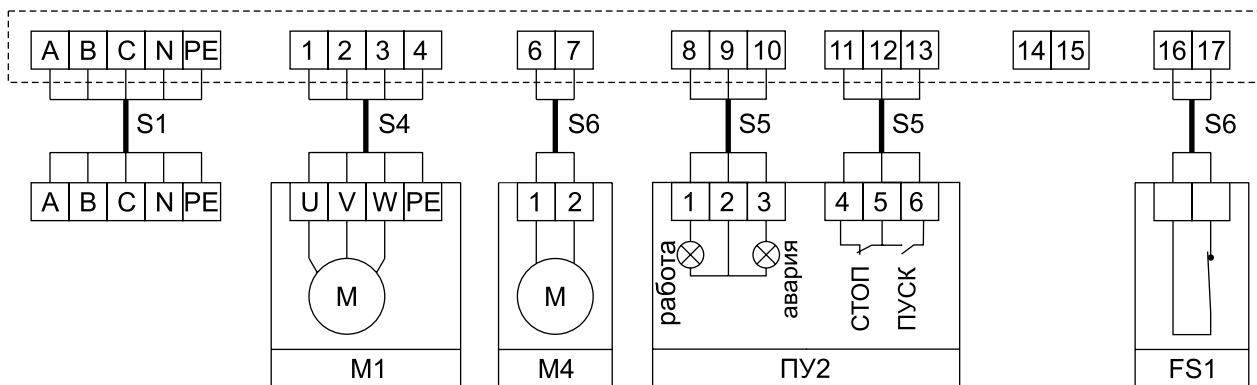 A B C N PE 1 2 3 4 6 7 8 9 10 11 12 13 14 15 16 17
S1 S4 S6 S5 S5 S6
A B C N PE U V W PE 1 2 1 2 3 4 5 6
работа авария СТОП ПУСК
M M
M1 M4 ПУ2 FS1